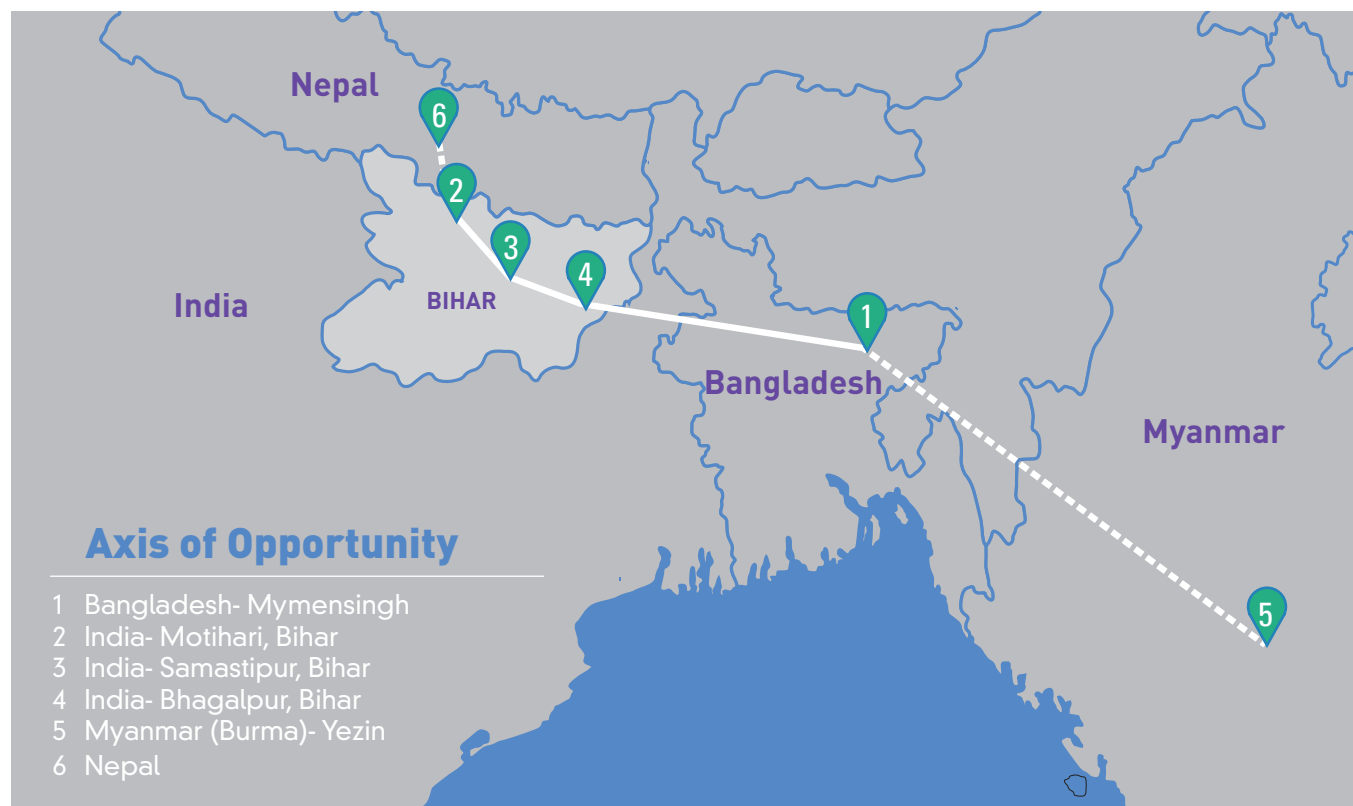 Nepal
6
2
3
4
India
BIHAR
1
Bangladesh
Myanmar
5
Axis of Opportunity
1 Bangladesh- Mymensingh
2 India- Motihari, Bihar
3 India- Samastipur, Bihar
4 India- Bhagalpur, Bihar
5 Myanmar (Burma)- Yezin
6 Nepal